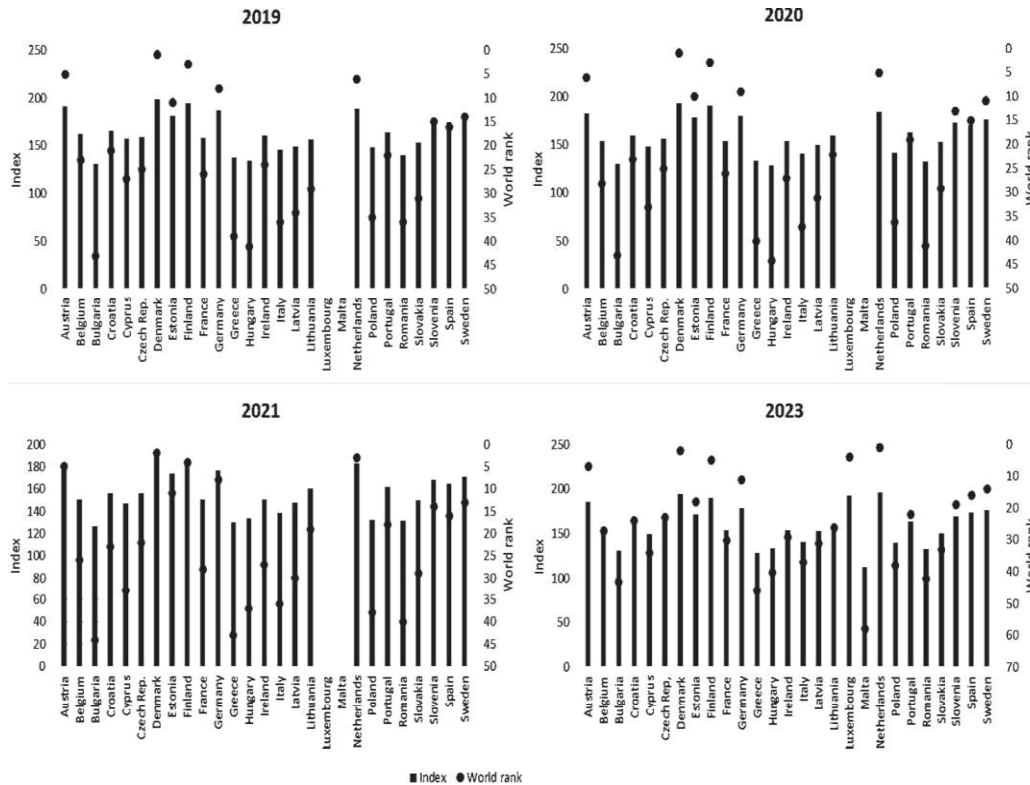 2019
250
200
150
100
50
0
Index
0
5
10
15
20
25
30
35
40
45
50
World rank
Austria
Belgium
Bulgaria
Croatia
Cyprus
Czech Rep.
Denmark
Estonia
Finland
France
Germany
Greece
Hungary
Ireland
Italy
Latvia
Lithuania
Luxembourg
Malta
Netherlands
Poland
Portugal
Romania
Slovakia
Slovenia
Spain
Sweden
2020
250
200
150
100
50
0
Index
0
5
10
15
20
25
30
35
40
45
50
World rank
Austria
Belgium
Bulgaria
Croatia
Cyprus
Czech Rep.
Denmark
Estonia
Finland
France
Germany
Greece
Hungary
Ireland
Italy
Latvia
Lithuania
Luxembourg
Malta
Netherlands
Poland
Portugal
Romania
Slovakia
Slovenia
Spain
Sweden
2021
200
180
160
140
120
100
80
60
40
20
0
Index
0
5
10
15
20
25
30
35
40
45
50
World rank
Austria
Belgium
Bulgaria
Croatia
Cyprus
Czech Rep.
Denmark
Estonia
Finland
France
Germany
Greece
Hungary
Ireland
Italy
Latvia
Lithuania
Luxembourg
Malta
Netherlands
Poland
Portugal
Romania
Slovakia
Slovenia
Spain
Sweden
2023
250
200
150
100
50
0
Index
0
10
20
30
40
50
60
70
World rank
Austria
Belgium
Bulgaria
Croatia
Cyprus
Czech Rep,
Denmark
Estonia
Finland
France
Germany
Greece
Hungary
Ireland
Italy
Latvia
Lithuania
Luxembourg
Malta
Netherlands
Poland
Portugal
Romania
Slovakia
Slovenia
Spain
Sweden
Index World rank